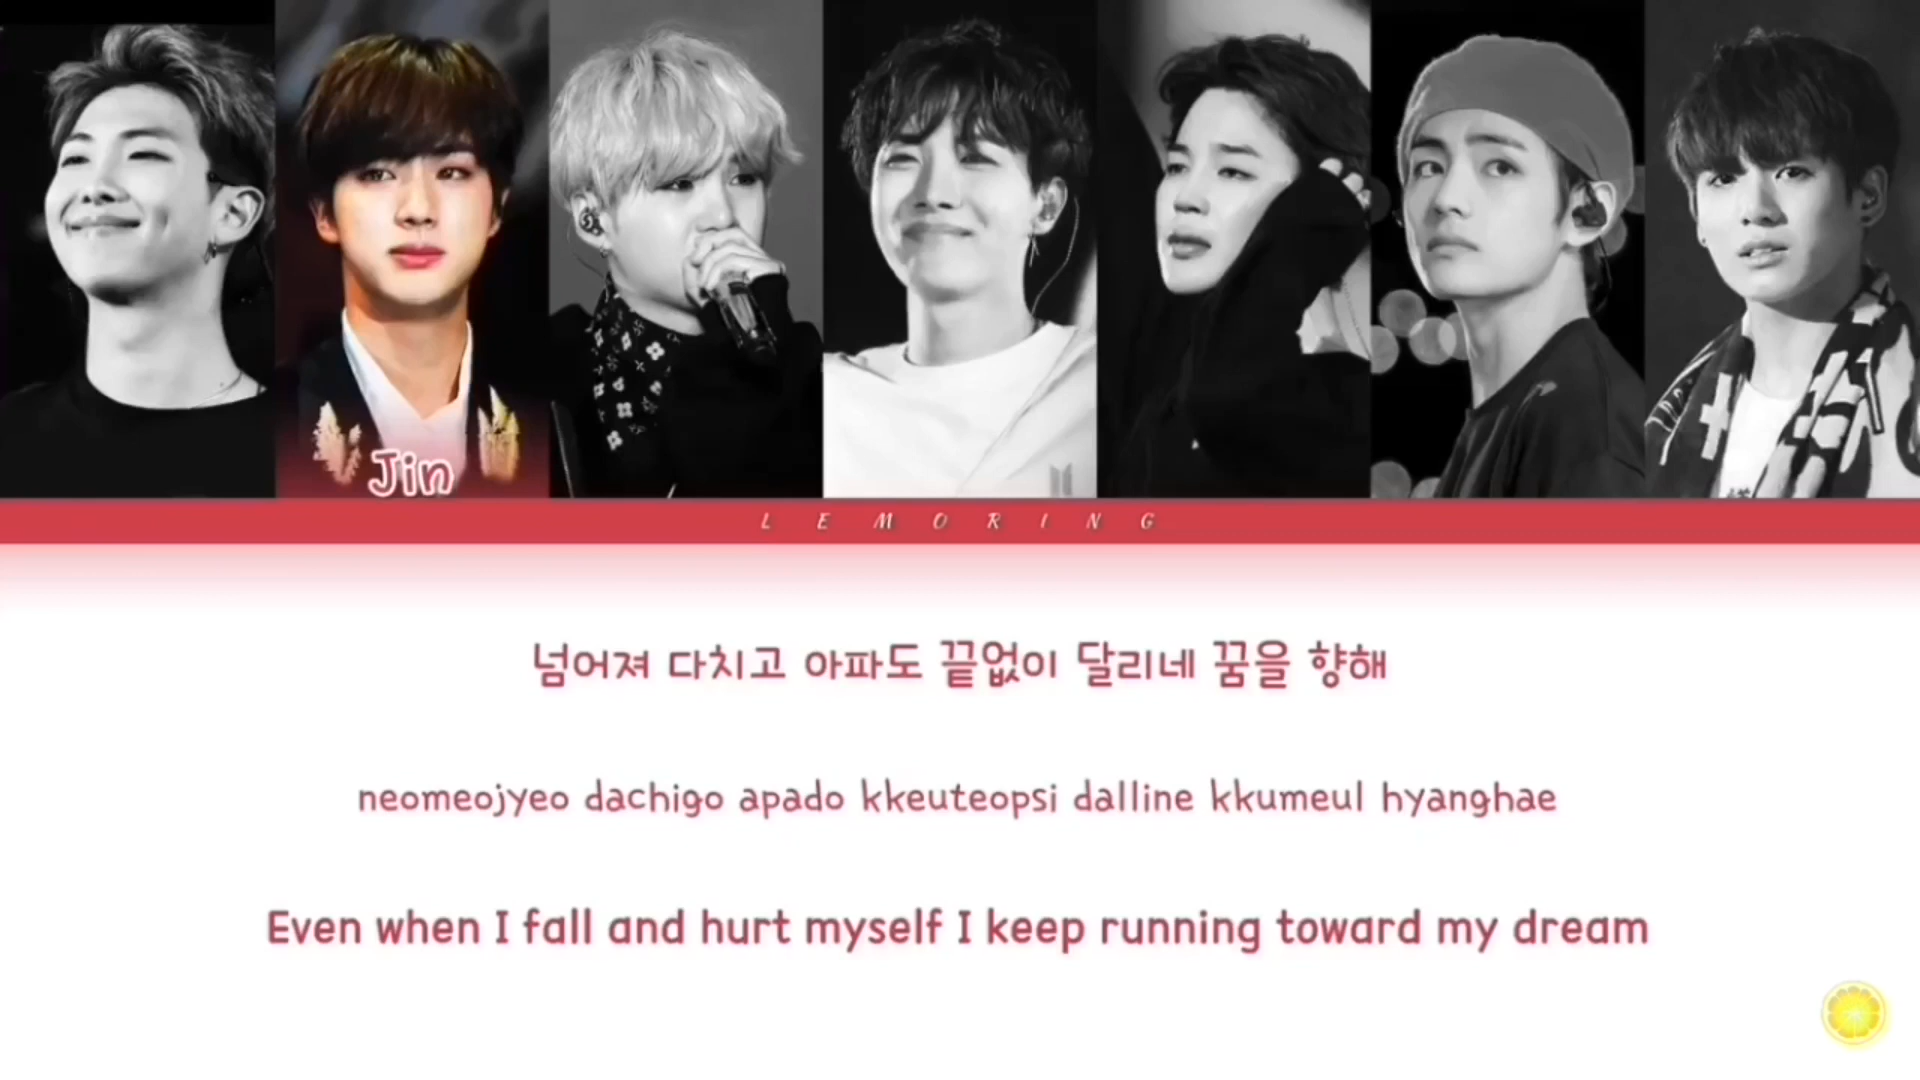 Jin
LEMORING
넘어져 다치고 아파도 끝없이 달리네 꿈을 향해
neomeojyeo dachigo apado kkeuteopsi dalline kkumeul hyanghae
Even when I fall and hurt myself I keep running toward my dream